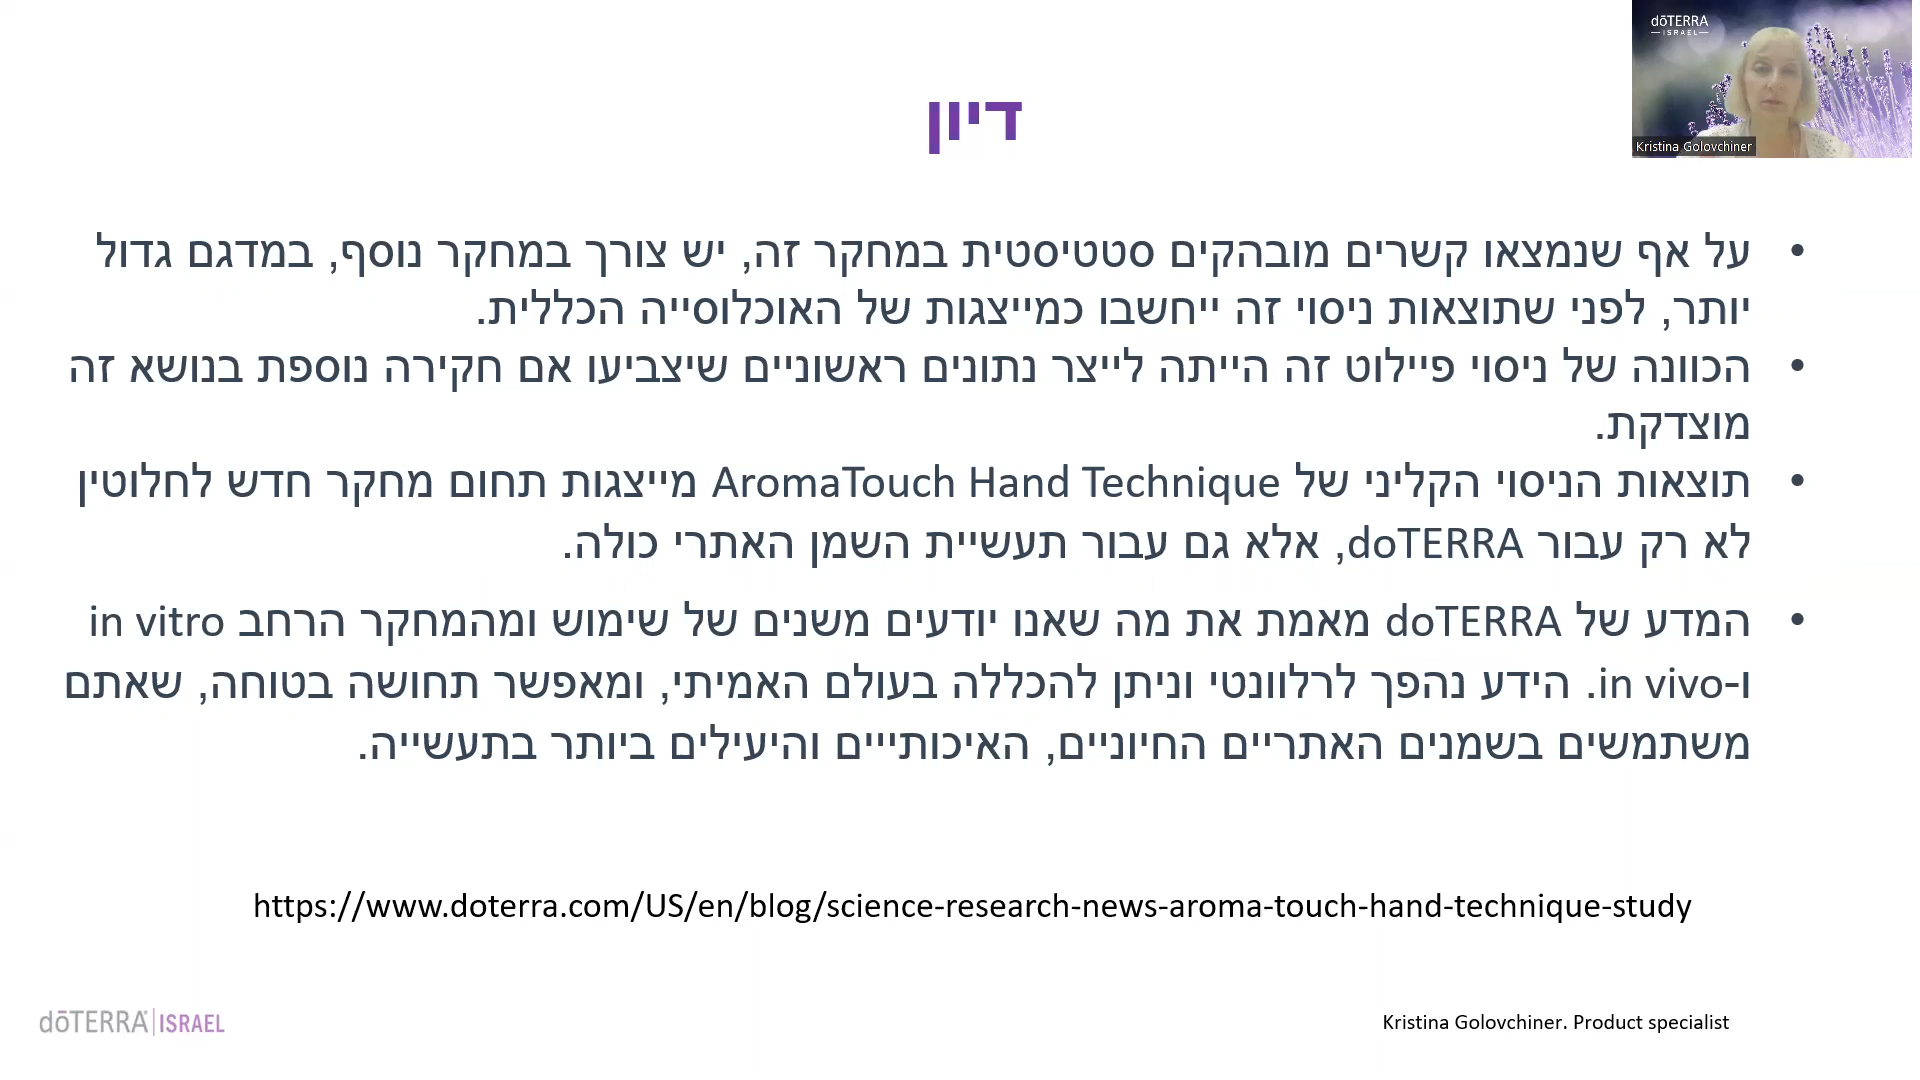 dōTERRA
ISRAEL
Kristina Golovchiner
דיון
• על אף שנמצאו קשרים מובהקים סטטיסטית במחקר זה, יש צורך במחקר נוסף, במדגם גדול
יותר, לפני שתוצאות ניסוי זה ייחשבו כמייצגות של האוכלוסייה הכללית.
• הכוונה של ניסוי פיילוט זה הייתה לייצר נתונים ראשוניים שיצביעו אם חקירה נוספת בנושא זה
מוצדקת.
• תוצאות הניסוי הקליני של AromaTouch Hand Technique מייצגות תחום מחקר חדש לחלוטין
לא רק עבור doTERRA, אלא גם עבור תעשיית השמן האתרי כולה.
• המדע של doTERRA מאמת את מה שאנו יודעים משנים של שימוש ומהמחקר הרחב in vitro
ו-in vivo. הידע נהפך לרלוונטי וניתן להכללה בעולם האמיתי, ומאפשר תחושה בטוחה, שאתם
משתמשים בשמנים האתריים החיוניים, האיכותייים והיעילים ביותר בתעשייה.
https://www.doterra.com/US/en/blog/science-research-news-aroma-touch-hand-technique-study
dōTERRA | ISRAEL
Kristina Golovchiner. Product specialist